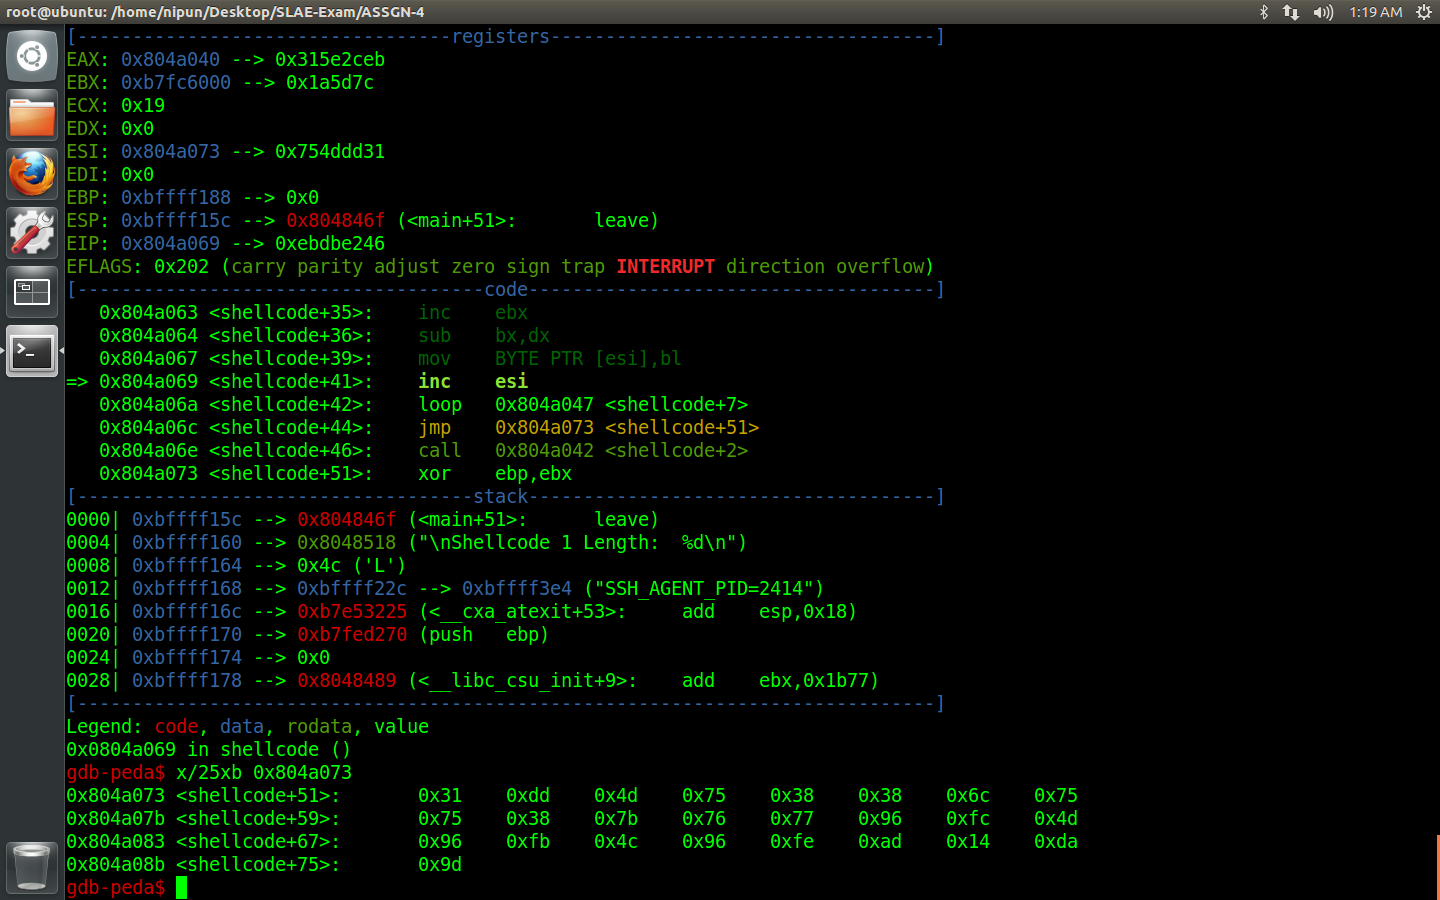 root@ubuntu: /home/nipun/Desktop/SLAE-Exam/ASSGN-4 1:19 AM
[----------------------------------registers-----------------------------------]
EAX: 0x804a040 --> 0x315e2ceb
EBX: 0xb7fc6000 --> 0x1a5d7c
ECX: 0x19
EDX: 0x0
ESI: 0x804a073 --> 0x754ddd31
EDI: 0x0
EBP: 0xbffff188 --> 0x0
ESP: 0xbffff15c --> 0x804846f (<main+51>:	leave)
EIP: 0x804a069 --> 0xebdbe246
EFLAGS: 0x202 (carry parity adjust zero sign trap INTERRUPT direction overflow)
[-------------------------------------code-------------------------------------]
   0x804a063 <shellcode+35>:	inc    ebx
   0x804a064 <shellcode+36>:	sub    bx,dx
   0x804a067 <shellcode+39>:	mov    BYTE PTR [esi],bl
=> 0x804a069 <shellcode+41>:	inc    esi
   0x804a06a <shellcode+42>:	loop   0x804a047 <shellcode+7>
   0x804a06c <shellcode+44>:	jmp    0x804a073 <shellcode+51>
   0x804a06e <shellcode+46>:	call   0x804a042 <shellcode+2>
   0x804a073 <shellcode+51>:	xor    ebp,ebx
[------------------------------------stack-------------------------------------]
0000| 0xbffff15c --> 0x804846f (<main+51>:	leave)
0004| 0xbffff160 --> 0x8048518 ("\nShellcode 1 Length:  %d\n")
0008| 0xbffff164 --> 0x4c ('L')
0012| 0xbffff168 --> 0xbffff22c --> 0xbffff3e4 ("SSH_AGENT_PID=2414")
0016| 0xbffff16c --> 0xb7e53225 (<__cxa_atexit+53>:	add    esp,0x18)
0020| 0xbffff170 --> 0xb7fed270 (push   ebp)
0024| 0xbffff174 --> 0x0
0028| 0xbffff178 --> 0x8048489 (<__libc_csu_init+9>:	add    ebx,0x1b77)
[------------------------------------------------------------------------------]
Legend: code, data, rodata, value
0x0804a069 in shellcode ()
gdb-peda$ x/25xb 0x804a073
0x804a073 <shellcode+51>:	0x31	0xdd	0x4d	0x75	0x38	0x38	0x6c	0x75
0x804a07b <shellcode+59>:	0x75	0x38	0x7b	0x76	0x77	0x96	0xfc	0x4d
0x804a083 <shellcode+67>:	0x96	0xfb	0x4c	0x96	0xfe	0xad	0x14	0xda
0x804a08b <shellcode+75>:	0x9d
gdb-peda$